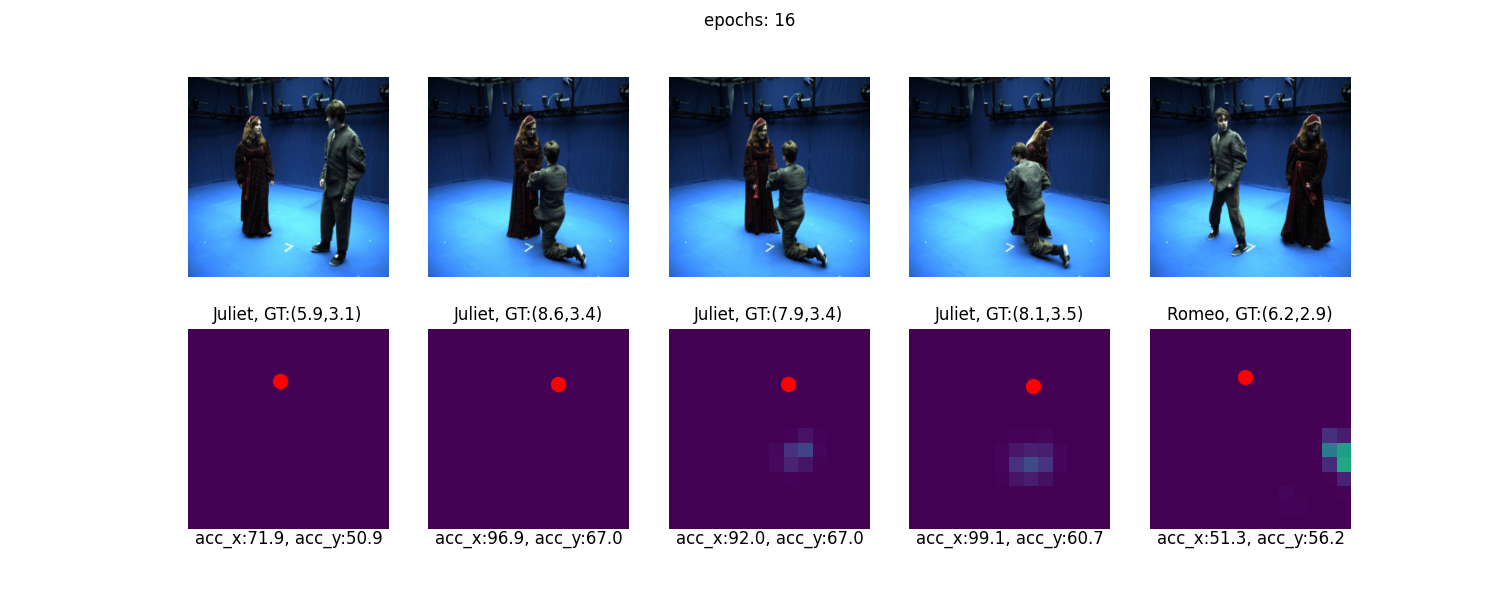 epochs: 16
Juliet, GT:(5.9,3.1)
Juliet, GT:(8.6,3.4)
Juliet, GT:(7.9,3.4)
Juliet, GT:(8.1,3.5)
Romeo, GT:(6.2,2.9)
acc_x:71.9, acc_y:50.9
acc_x:96.9, acc_y:67.0
acc_x:92.0, acc_y:67.0
acc_x:99.1, acc_y:60.7
acc_x:51.3, acc_y:56.2